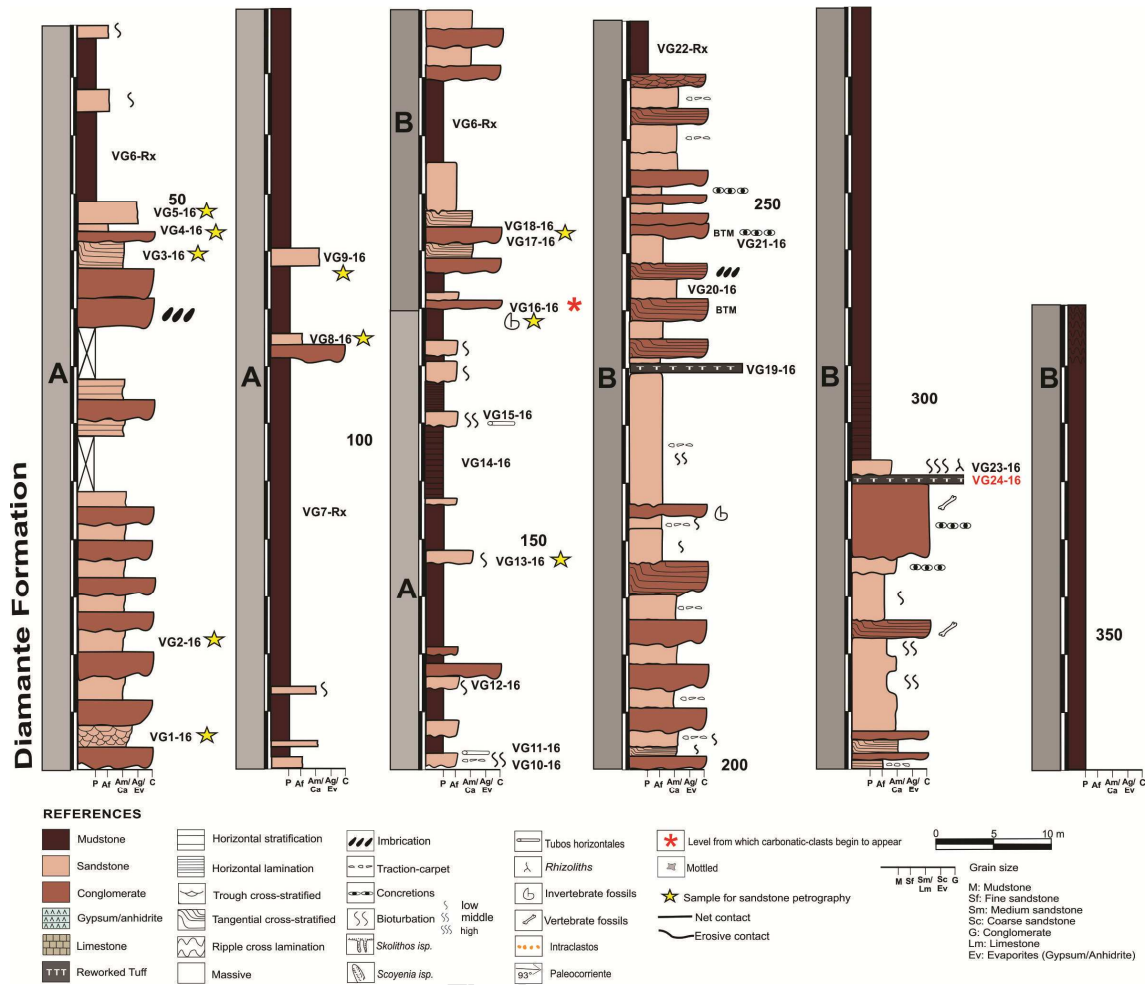 Diamante Formation
A
VG6-Rx
50
VG5-16
VG4-16
VG3-16
VG2-16
VG1-16
P Af Am/Ca Ag/Ev C
A
VG9-16
VG8-16
100
VG7-Rx
P Af Am/Ca Ag/Ev C
B
A
VG6-Rx
VG18-16
VG17-16
VG16-16 *
VG15-16
VG14-16
150
VG13-16
VG12-16
VG11-16
VG10-16
P Af Am/Ca Ag/Ev C
B
VG22-Rx
250
BTM
VG21-16
VG20-16
BTM
T T T T T T
VG19-16
200
P Af Am/Ca Ag/Ev C
B
300
VG23-16
T T T T T T
VG24-16
P Af Am/Ca Ag/Ev C
B
350
P Af Am/Ca Ag/Ev C
REFERENCES
Mudstone
Sandstone
Conglomerate
Gypsum/anhidrite
Limestone
TTT Reworked Tuff
Horizontal stratification
Horizontal lamination
Trough cross-stratified
Tangential cross-stratified
Ripple cross lamination
Massive
Imbrication
Traction-carpet
Concretions
Bioturbation
low
middle
high
Skolithos isp.
Scoyenia isp.
Tubos horizontales
Rhizoliths
Invertebrate fossils
Vertebrate fossils
Intraclastos
93° Paleocorriente
* Level from which carbonatic-clasts begin to appear
Mottled
Sample for sandstone petrography
Net contact
Erosive contact
0 5 10 m
Grain size
M Sf Sm/Lm Sc Ev G
M: Mudstone
Sf: Fine sandstone
Sm: Medium sandstone
Sc: Coarse sandstone
G: Conglomerate
Lm: Limestone
Ev: Evaporites (Gypsum/Anhidrite)